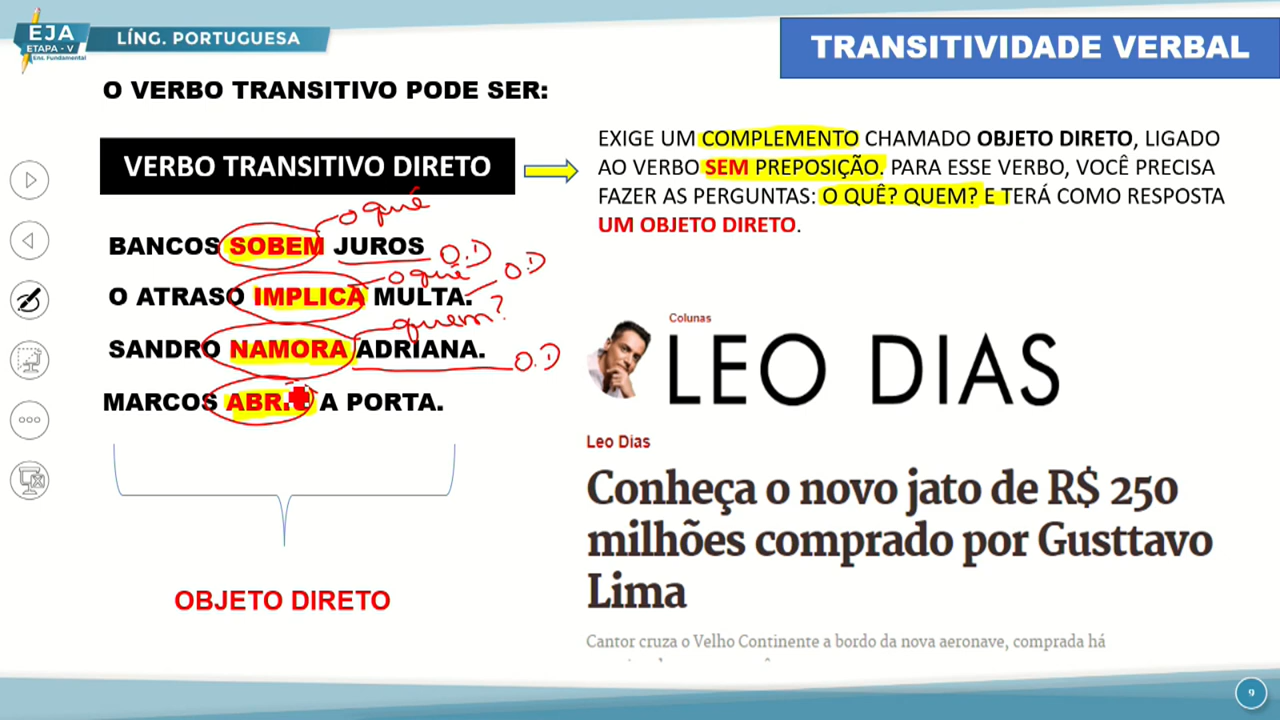 EJA
ETAPA - V
Ens. Fundamental
LÍNG. PORTUGUESA
TRANSITIVIDADE VERBAL
O VERBO TRANSITIVO PODE SER:
VERBO TRANSITIVO DIRETO
EXIGE UM COMPLEMENTO CHAMADO OBJETO DIRETO, LIGADO
AO VERBO SEM PREPOSIÇÃO. PARA ESSE VERBO, VOCÊ PRECISA
FAZER AS PERGUNTAS: O QUÊ? QUEM? E TERÁ COMO RESPOSTA
UM OBJETO DIRETO.
o quê
BANCOS SOBEM JUROS O.D
o quê O.D
O ATRASO IMPLICA MULTA.
quem?
SANDRO NAMORA ADRIANA. O.D
MARCOS A PORTA.
OBJETO DIRETO
Colunas
LEO DIAS
Leo Dias
Conheça o novo jato de R$ 250
milhões comprado por Gusttavo
Lima
Cantor cruza o Velho Continente a bordo da nova aeronave, comprada há
9